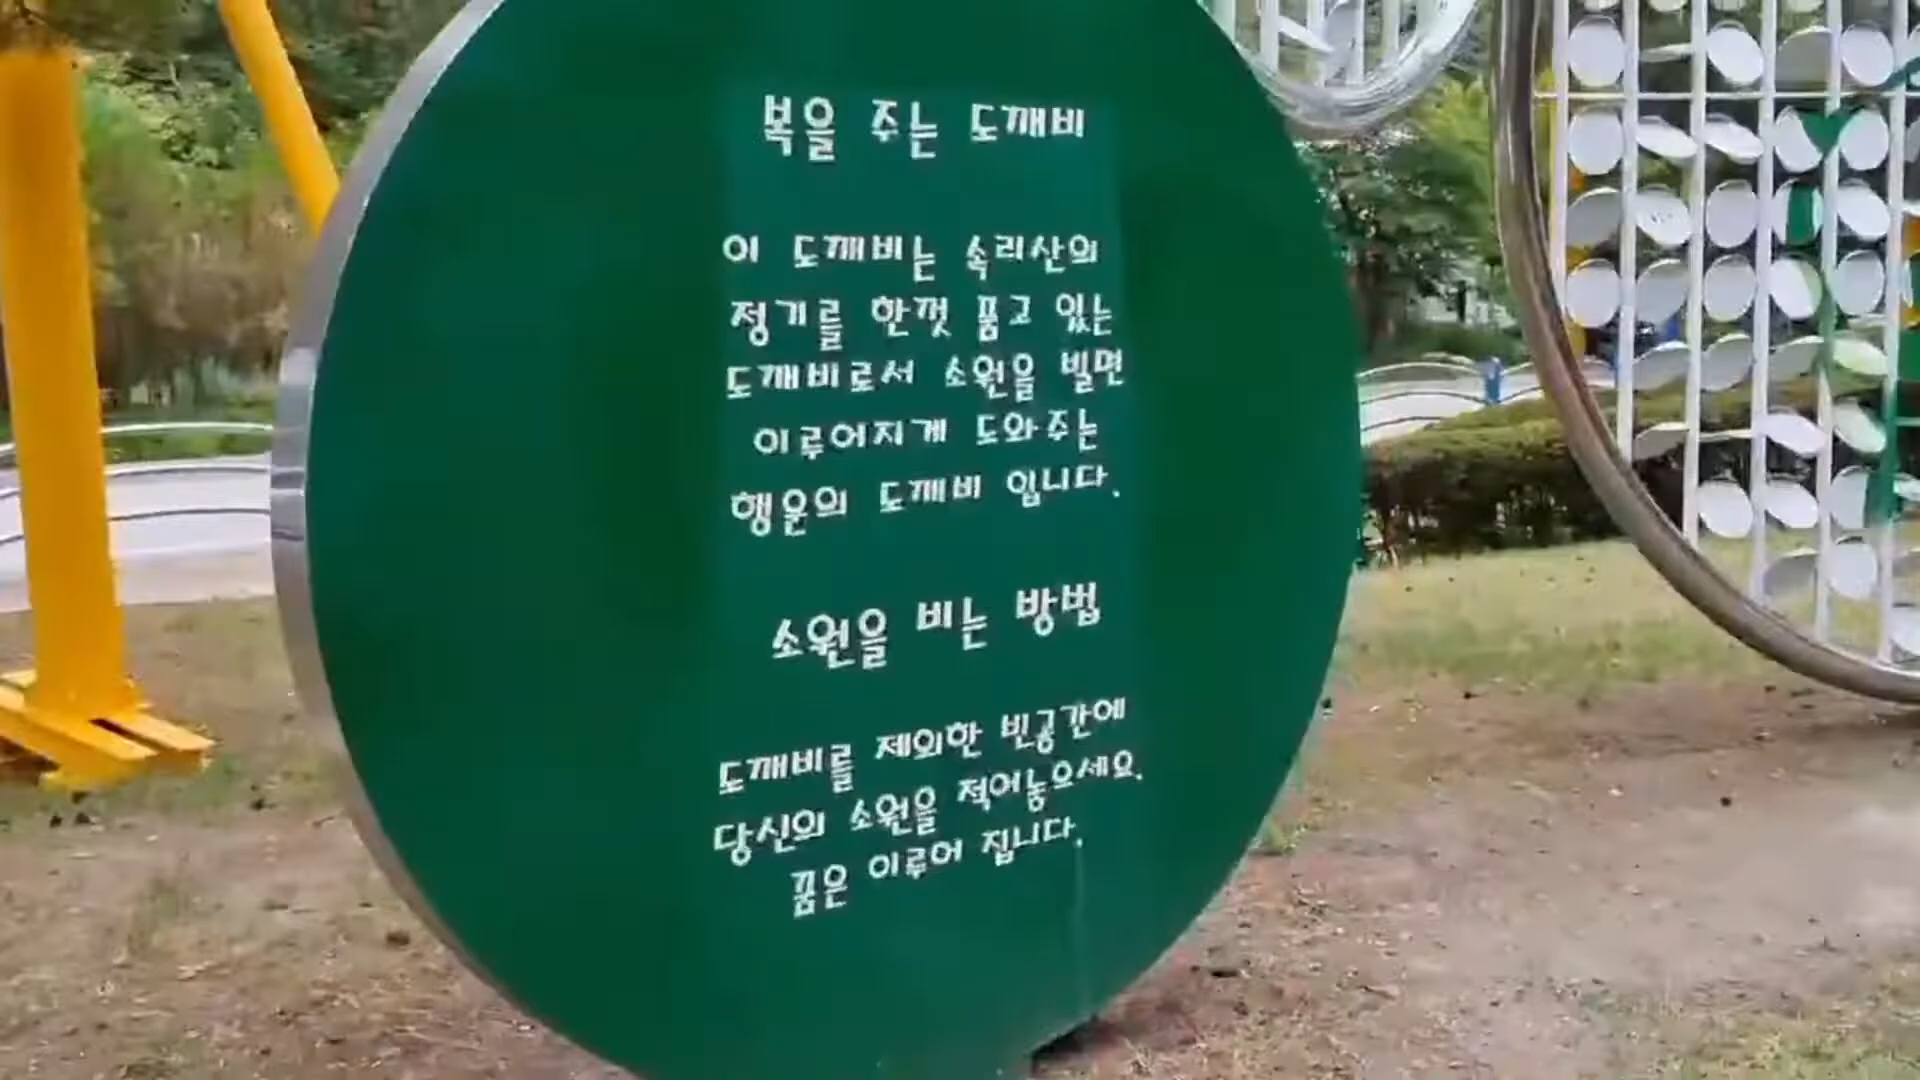 복을 주는 도깨비
이 도깨비는 속리산의
정기를 한껏 품고 있는
도깨비로서 소원을 빌면
이루어지게 도와주는
행운의 도깨비 입니다.
소원을 비는 방법
도깨비를 제외한 빈공간에
당신의 소원을 적어놓으세요.
꿈은 이루어 집니다.